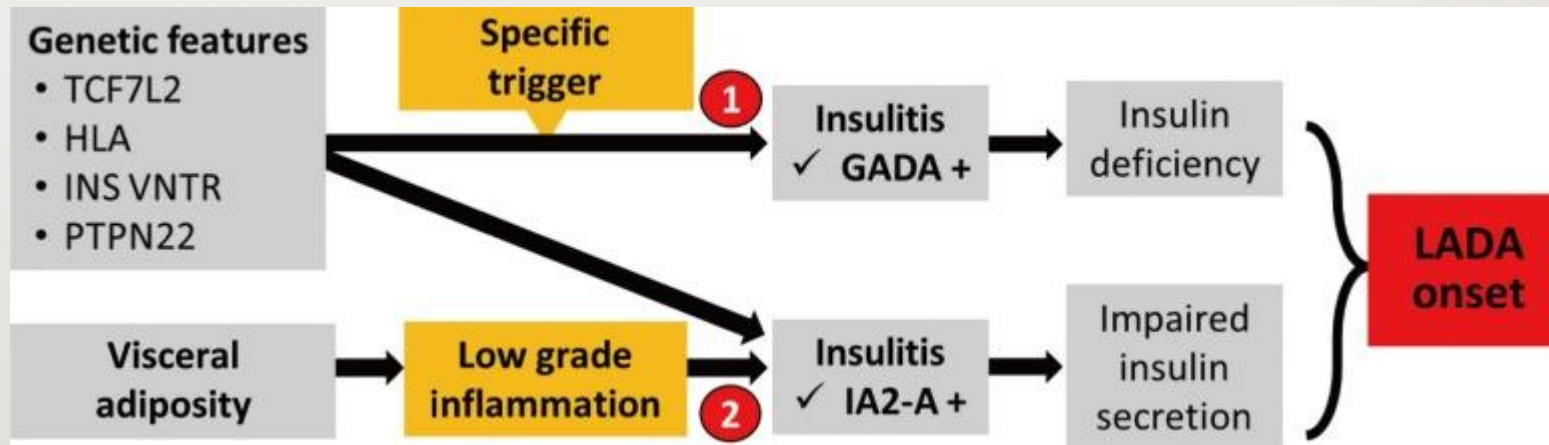 Genetic features
• TCF7L2
• HLA
• INS VNTR
• PTPN22
Specific
trigger
1
Insulitis
✓ GADA +
Insulin
deficiency
Visceral
adiposity
Low grade
inflammation
2
Insulitis
✓ IA2-A +
Impaired
insulin
secretion
LADA
onset